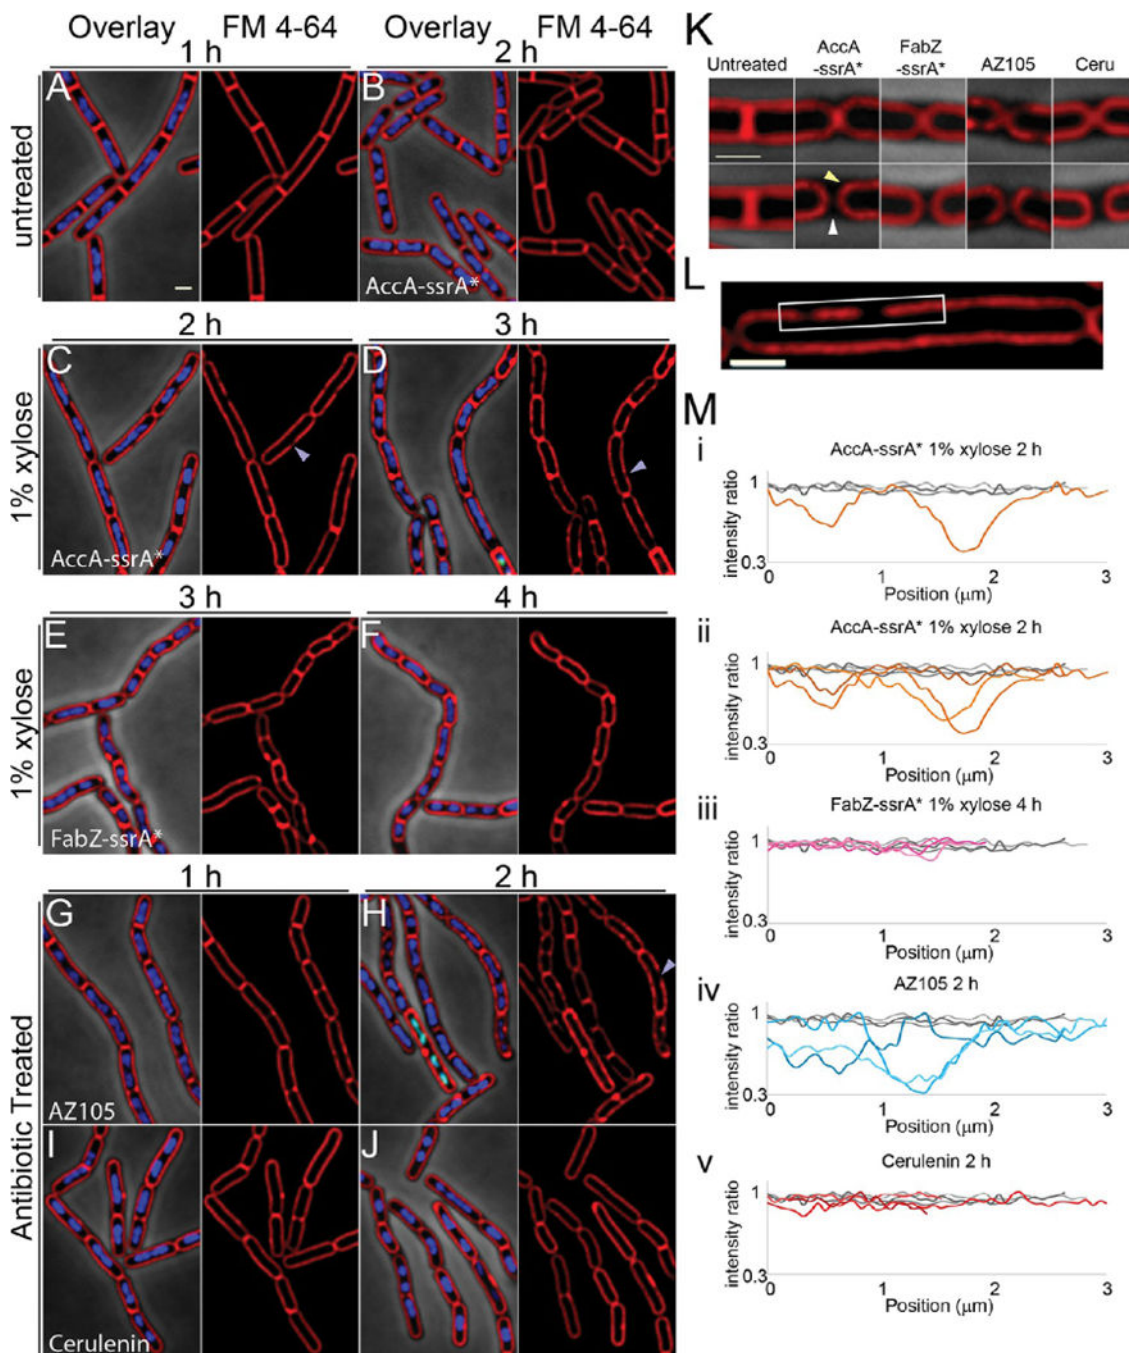 Overlay FM 4-64 Overlay FM 4-64
1 h 2 h
untreated
A B
AccA-ssrA*
2 h 3 h
1% xylose
C D
AccA-ssrA*
3 h 4 h
1% xylose
E F
FabZ-ssrA*
1 h 2 h
Antibiotic Treated
G H
AZ105
I J
Cerulenin
K
Untreated AccA -ssrA* FabZ -ssrA* AZ105 Ceru
L
M
i
AccA-ssrA* 1% xylose 2 h
intensity ratio
1
0.3
0 1 2 3
Position (μm)
ii
AccA-ssrA* 1% xylose 2 h
intensity ratio
1
0.3
0 1 2 3
Position (μm)
iii
FabZ-ssrA* 1% xylose 4 h
intensity ratio
1
0.3
0 1 2 3
Position (μm)
iv
AZ105 2 h
intensity ratio
1
0.3
0 1 2 3
Position (μm)
v
Cerulenin 2 h
intensity ratio
1
0.3
0 1 2 3
Position (μm)